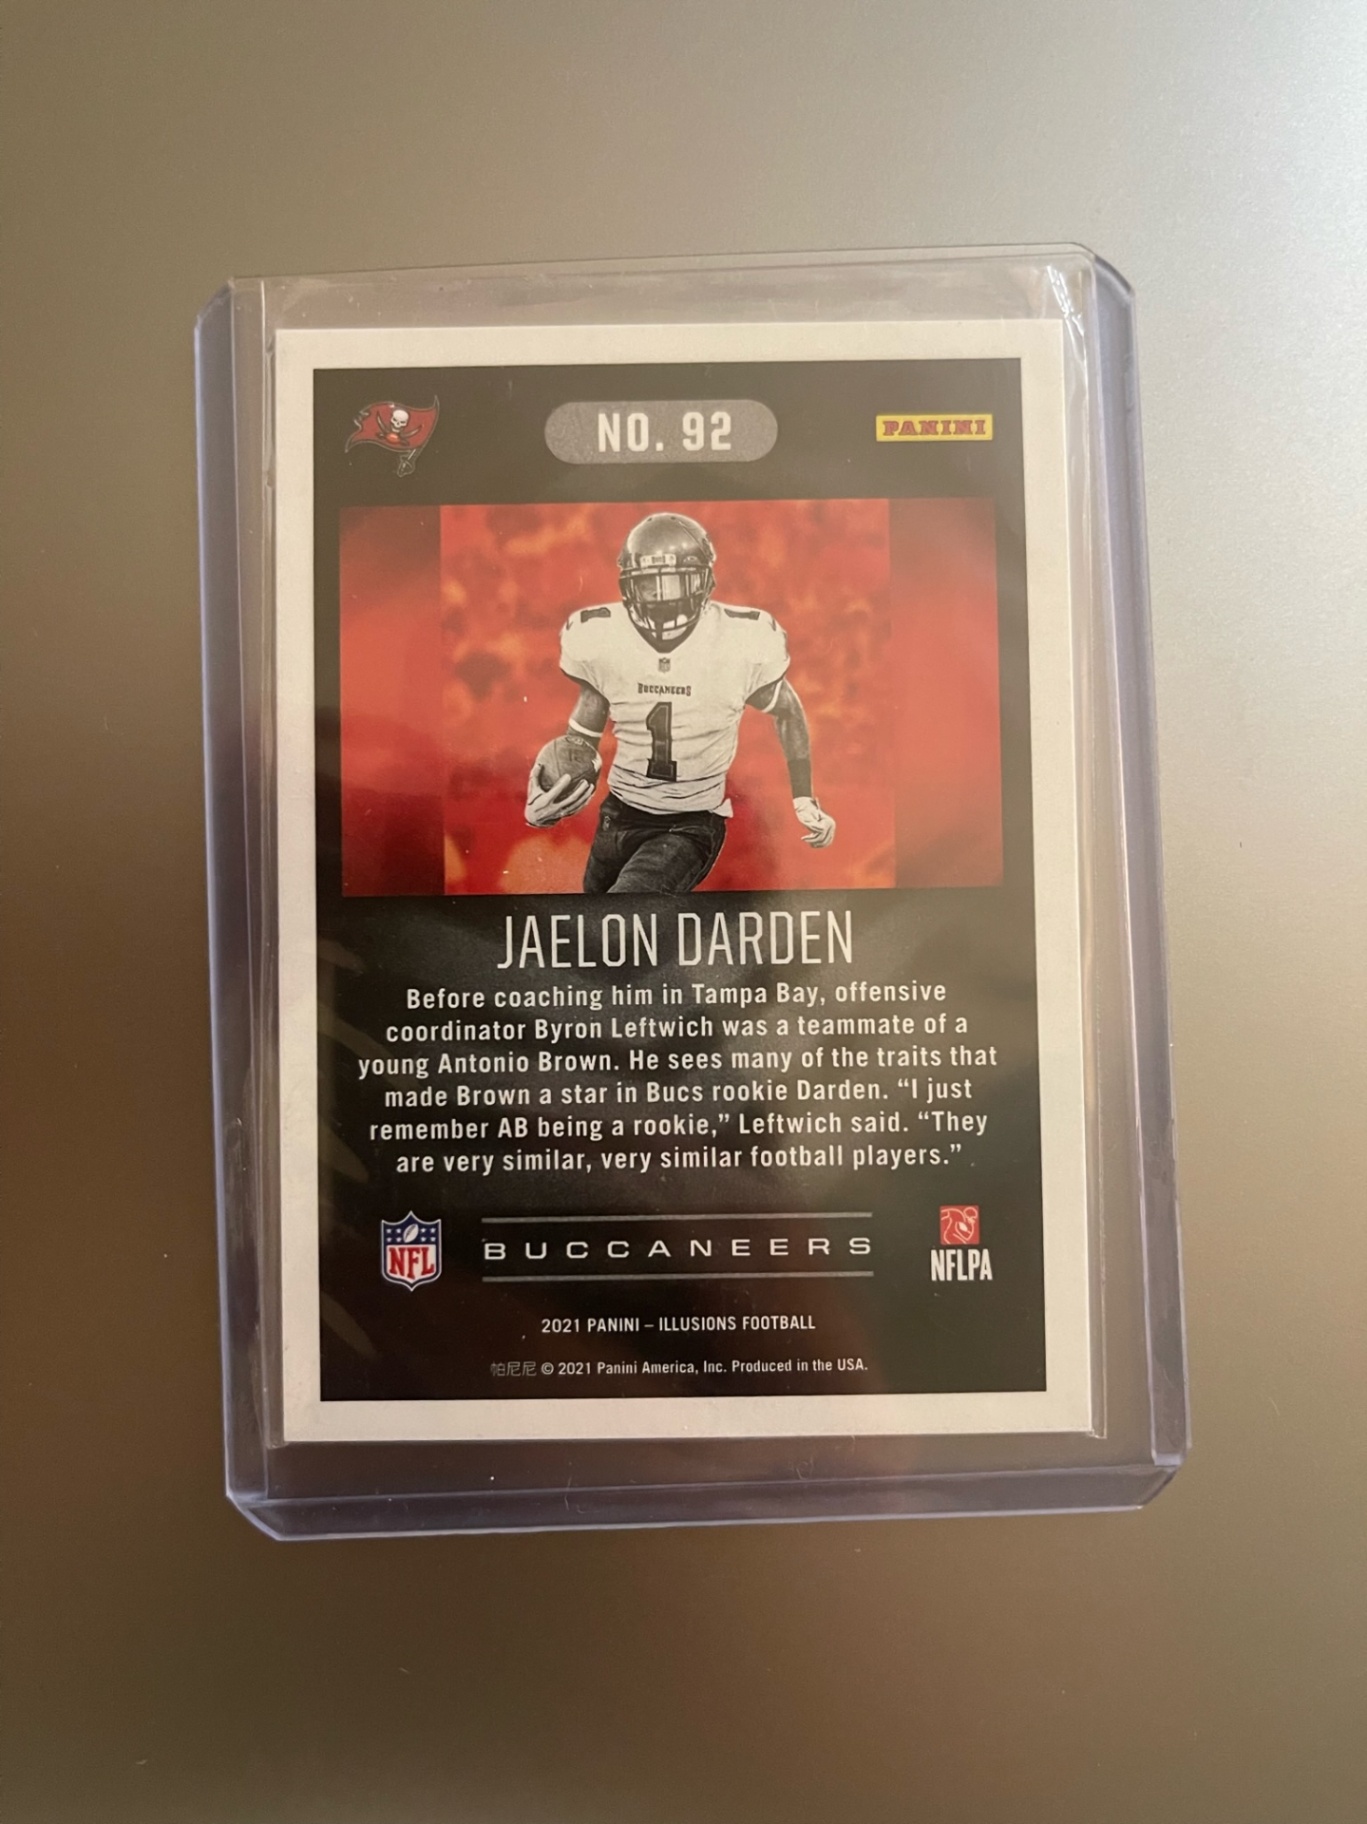 NO. 92
PANINI
BUCCANEERS
1
JAELON DARDEN
Before coaching him in Tampa Bay, offensive
coordinator Byron Leftwich was a teammate of a
young Antonio Brown. He sees many of the traits that
made Brown a star in Bucs rookie Darden. “I just
remember AB being a rookie,” Leftwich said. “They
are very similar, very similar football players.”
NFL
BUCCANEERS
NFLPA
2021 PANINI – ILLUSIONS FOOTBALL
帕尼尼 © 2021 Panini America, Inc. Produced in the USA.